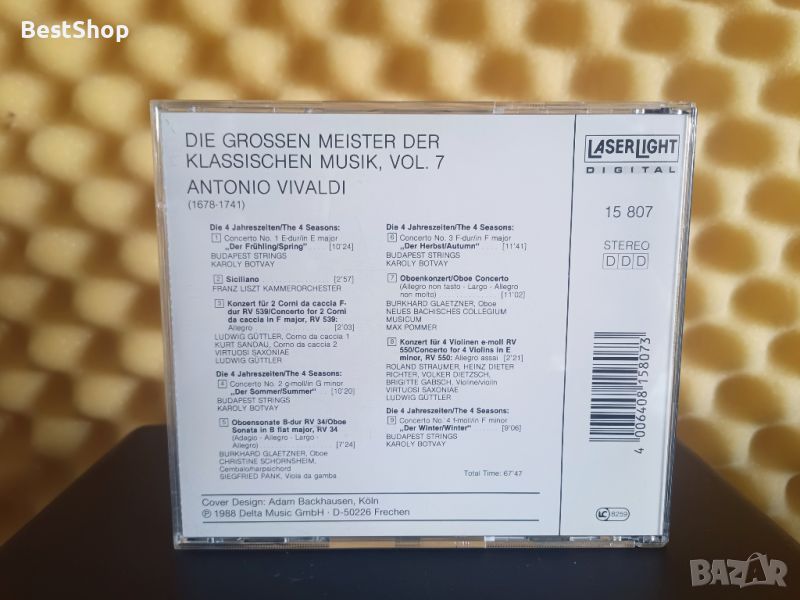 BestShop
DIE GROSSEN MEISTER DER
KLASSISCHEN MUSIK, VOL. 7
ANTONIO VIVALDI
(1678-1741)
Die 4 Jahreszeiten/The 4 Seasons:
1 Concerto No. 1 E-dur/in E major
„Der Frühling/Spring" . . . . [10'24]
BUDAPEST STRINGS
KAROLY BOTVAY
2 Siciliano [2'57]
FRANZ LISZT KAMMERORCHESTER
3 Konzert für 2 Corni da caccia F-
dur RV 539/Concerto for 2 Corni
da caccia in F major, RV 539:
Allegro [2'03]
LUDWIG GÜTTLER, Corno da caccia 1
KURT SANDAU, Corno da caccia 2
VIRTUOSI SAXONIAE
LUDWIG GÜTTLER
Die 4 Jahreszeiten/The 4 Seasons:
4 Concerto No. 2 g-moll/in G minor
„Der Sommer/Summer" . . [10'20]
BUDAPEST STRINGS
KAROLY BOTVAY
5 Oboensonate B-dur RV 34/Oboe
Sonata in B flat major, RV 34
(Adagio - Allegro - Largo -
Allegro) [7'24]
BURKHARD GLAETZNER, Oboe
CHRISTINE SCHORNSHEIM,
Cembalo/harpsichord
SIEGFRIED PANK, Viola da gamba
Die 4 Jahreszeiten/The 4 Seasons:
6 Concerto No. 3 F-dur/in F major
„Der Herbst/Autumn" . . . . [11'41]
BUDAPEST STRINGS
KAROLY BOTVAY
7 Oboenkonzert/Oboe Concerto
(Allegro non tasto - Largo - Allegro
non molto) [11'02]
BURKHARD GLAETZNER, Oboe
NEUES BACHISCHES COLLEGIUM
MUSICUM
MAX POMMER
8 Konzert für 4 Violinen e-moll RV
550/Concerto for 4 Violins in E
minor, RV 550: Allegro assai [2'21]
ROLAND STRAUMER, HEINZ DIETER
RICHTER, VOLKER DIETZSCH,
BRIGITTE GABSCH, Violine/violin
VIRTUOSI SAXONIAE
LUDWIG GÜTTLER
Die 4 Jahreszeiten/The 4 Seasons:
9 Concerto No. 4 f-moll/in F minor
„Der Winter/Winter" . . . . . [9'06]
BUDAPEST STRINGS
KAROLY BOTVAY
Total Time: 67'47
Cover Design: Adam Backhausen, Köln
℗ 1988 Delta Music GmbH · D-50226 Frechen
LASERLIGHT
DIGITAL
15 807
STEREO
DDD
4 006408 158073
LC 8259
BAZAR